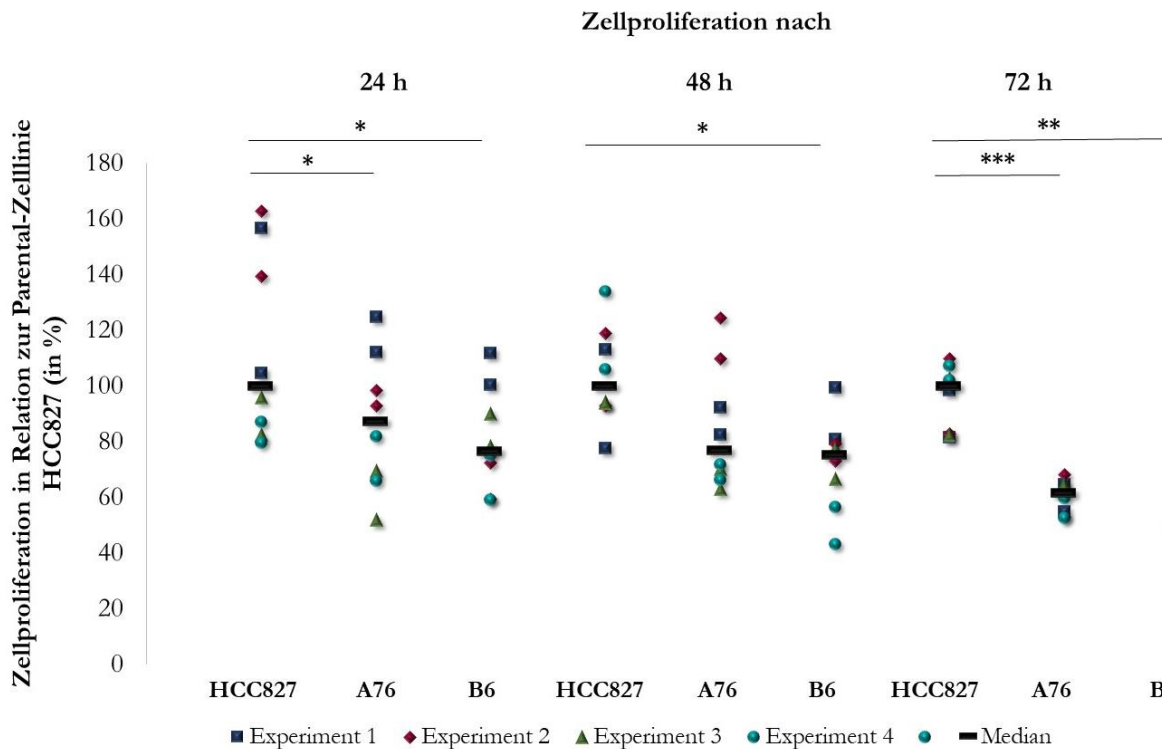 Zellproliferation nach
24 h 48 h 72 h
* * **
* ***
Zellproliferation in Relation zur Parental-Zelllinie
HCC827 (in %)
180
160
140
120
100
80
60
40
20
0
HCC827 A76 B6 HCC827 A76 B6 HCC827 A76 B
Experiment 1 Experiment 2 Experiment 3 Experiment 4 Median